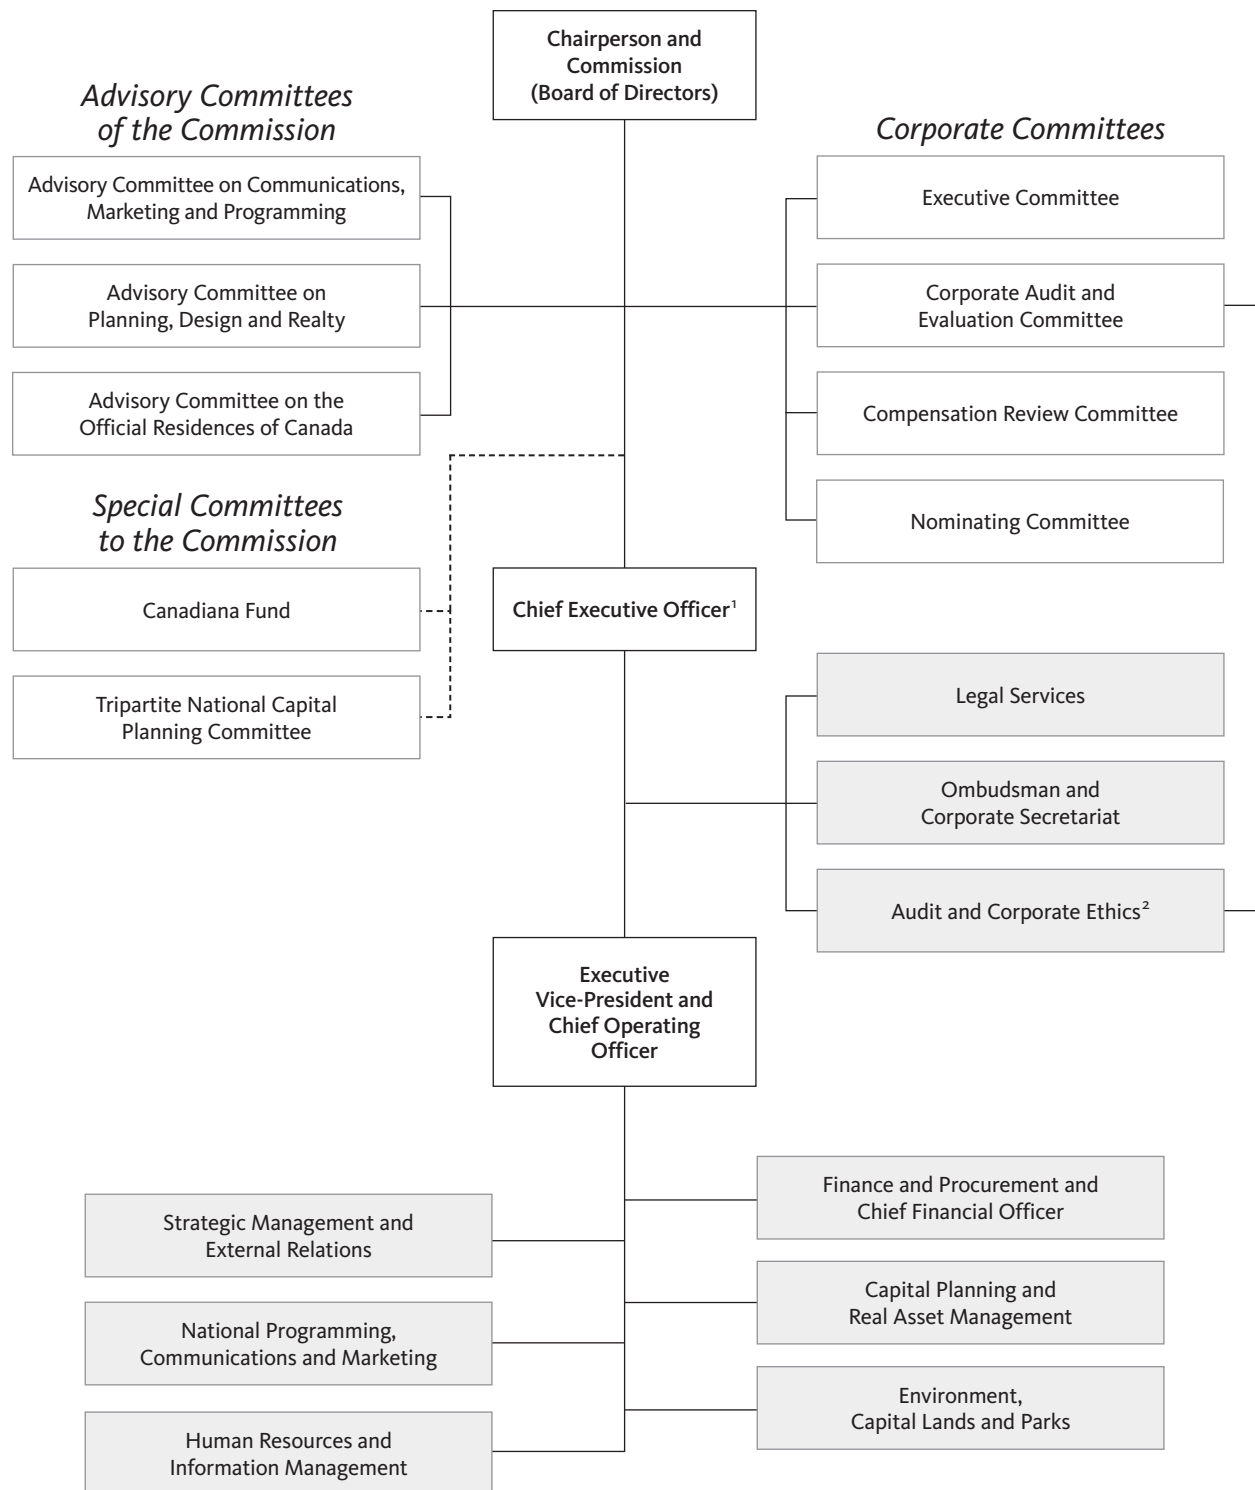 Chairperson and
Commission
(Board of Directors)
Advisory Committees
of the Commission
Advisory Committee on Communications,
Marketing and Programming
Advisory Committee on
Planning, Design and Realty
Advisory Committee on the
Official Residences of Canada
Special Committees
to the Commission
Canadiana Fund
Tripartite National Capital
Planning Committee
Corporate Committees
Executive Committee
Corporate Audit and
Evaluation Committee
Compensation Review Committee
Nominating Committee
Chief Executive Officer¹
Legal Services
Ombudsman and
Corporate Secretariat
Audit and Corporate Ethics²
Executive
Vice-President and
Chief Operating
Officer
Strategic Management and
External Relations
National Programming,
Communications and Marketing
Human Resources and
Information Management
Finance and Procurement and
Chief Financial Officer
Capital Planning and
Real Asset Management
Environment,
Capital Lands and Parks